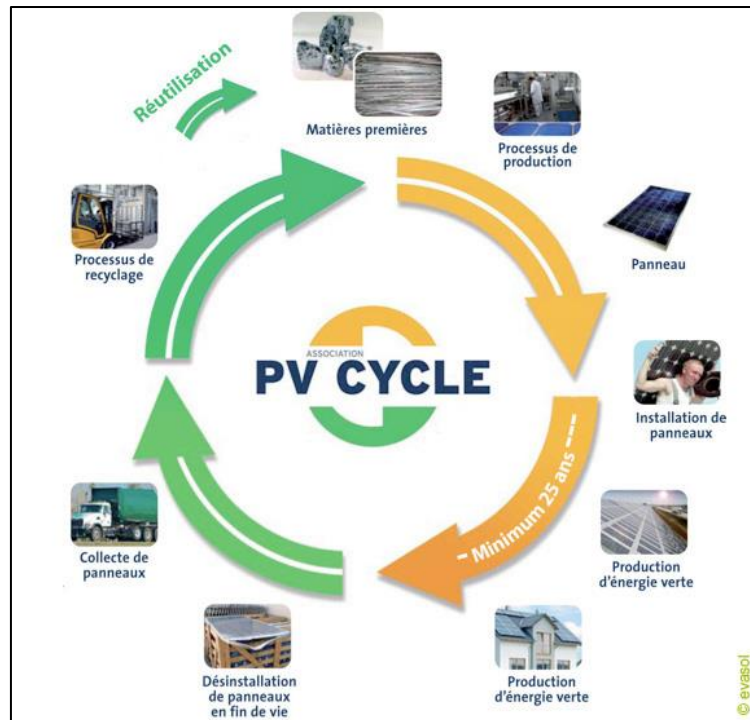 Réutilisation
Matières premières
Processus de
production
Panneau
Installation de
panneaux
Minimum 25 ans
Production
d'énergie verte
Production
d'énergie verte
Désinstallation
de panneaux
en fin de vie
Collecte de
panneaux
Processus de
recyclage
ASSOCIATION
PV CYCLE
© evasol